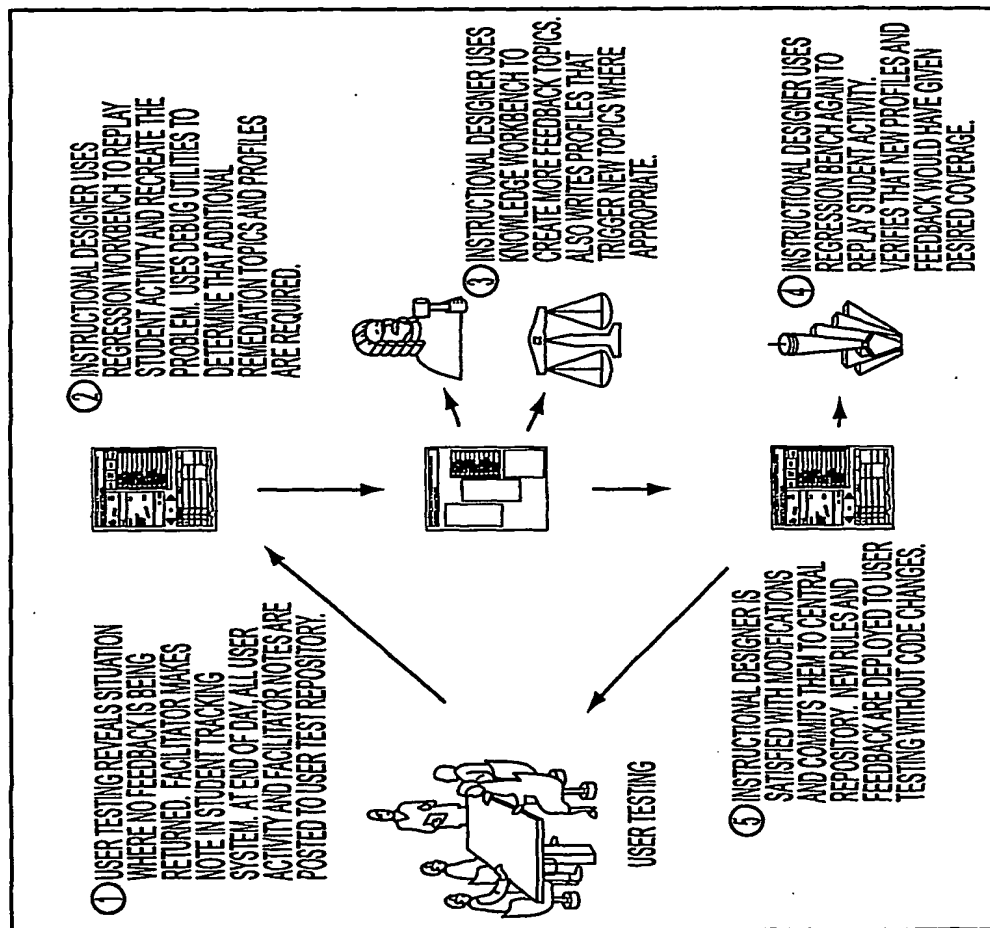 ① USER TESTING REVEALS SITUATION
WHERE NO FEEDBACK IS BEING
RETURNED. FACILITATOR MAKES
NOTE IN STUDENT TRACKING
SYSTEM. AT END OF DAY, ALL USER
ACTIVITY AND FACILITATOR NOTES ARE
POSTED TO USER TEST REPOSITORY.
② INSTRUCTIONAL DESIGNER USES
REGRESSION WORKBENCH TO REPLAY
STUDENT ACTIVITY AND RECREATE THE
PROBLEM. USES DEBUG UTILITIES TO
DETERMINE THAT ADDITIONAL
REMEDIATION TOPICS AND PROFILES
ARE REQUIRED.
③ INSTRUCTIONAL DESIGNER USES
KNOWLEDGE WORKBENCH TO
CREATE MORE FEEDBACK TOPICS.
ALSO WRITES PROFILES THAT
TRIGGER NEW TOPICS WHERE
APPROPRIATE.
④ INSTRUCTIONAL DESIGNER USES
REGRESSION BENCH AGAIN TO
REPLAY STUDENT ACTIVITY.
VERIFIES THAT NEW PROFILES AND
FEEDBACK WOULD HAVE GIVEN
DESIRED COVERAGE.
⑤ INSTRUCTIONAL DESIGNER IS
SATISFIED WITH MODIFICATIONS
AND COMMITS THEM TO CENTRAL
REPOSITORY. NEW RULES AND
FEEDBACK ARE DEPLOYED TO USER
TESTING WITHOUT CODE CHANGES.
USER TESTING